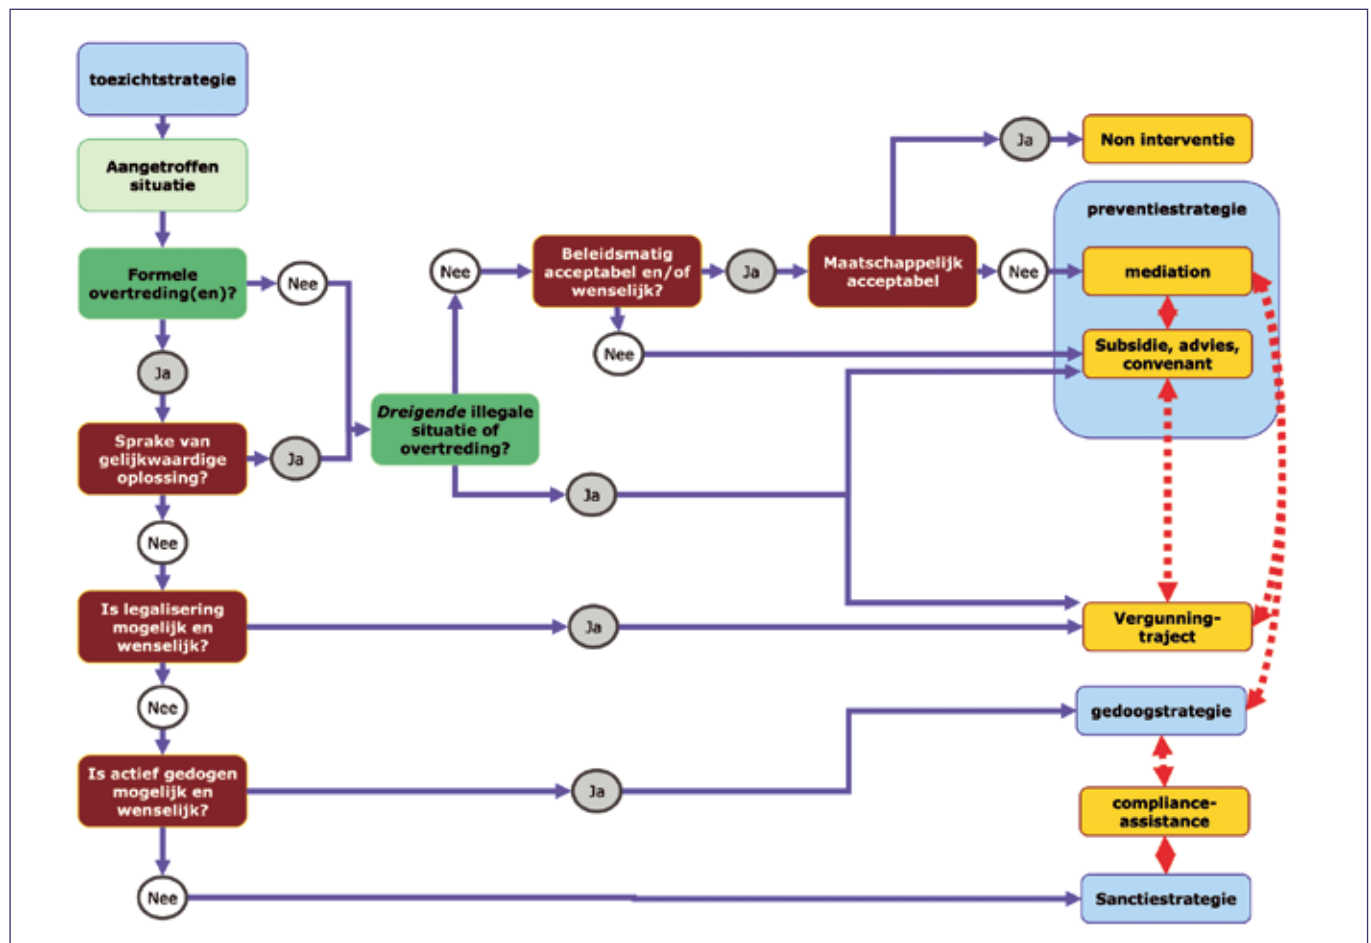 toezichtstrategie
Aangetroffen
situatie
Formele
overtreding(en)?
Nee
Ja
Sprake van
gelijkwaardige
oplossing?
Ja
Nee
Is legalisering
mogelijk en
wenselijk?
Ja
Nee
Is actief gedogen
mogelijk en
wenselijk?
Ja
Nee
Dreigende illegale
situatie of
overtreding?
Nee
Ja
Beleidsmatig
acceptabel en/of
wenselijk?
Ja
Nee
Maatschappelijk
acceptabel
Ja
Nee
Non interventie
preventiestrategie
mediation
Subsidie, advies,
convenant
Vergunning-
traject
gedoogstrategie
compliance-
assistance
Sanctiestrategie